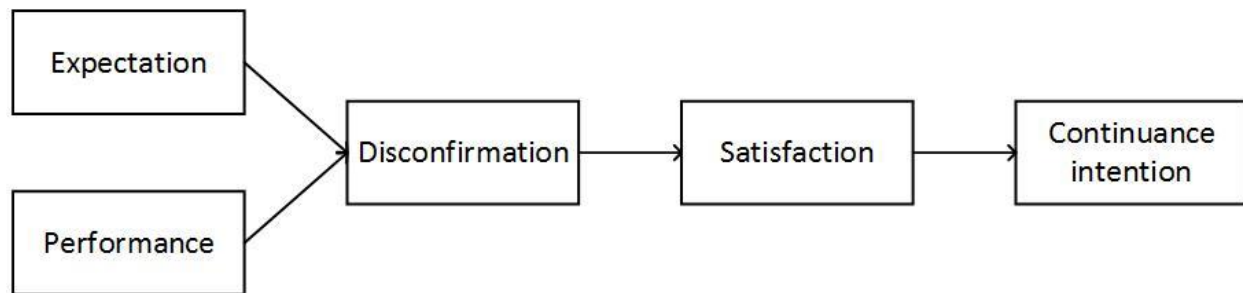 Expectation
Performance
Disconfirmation
Satisfaction
Continuance
intention